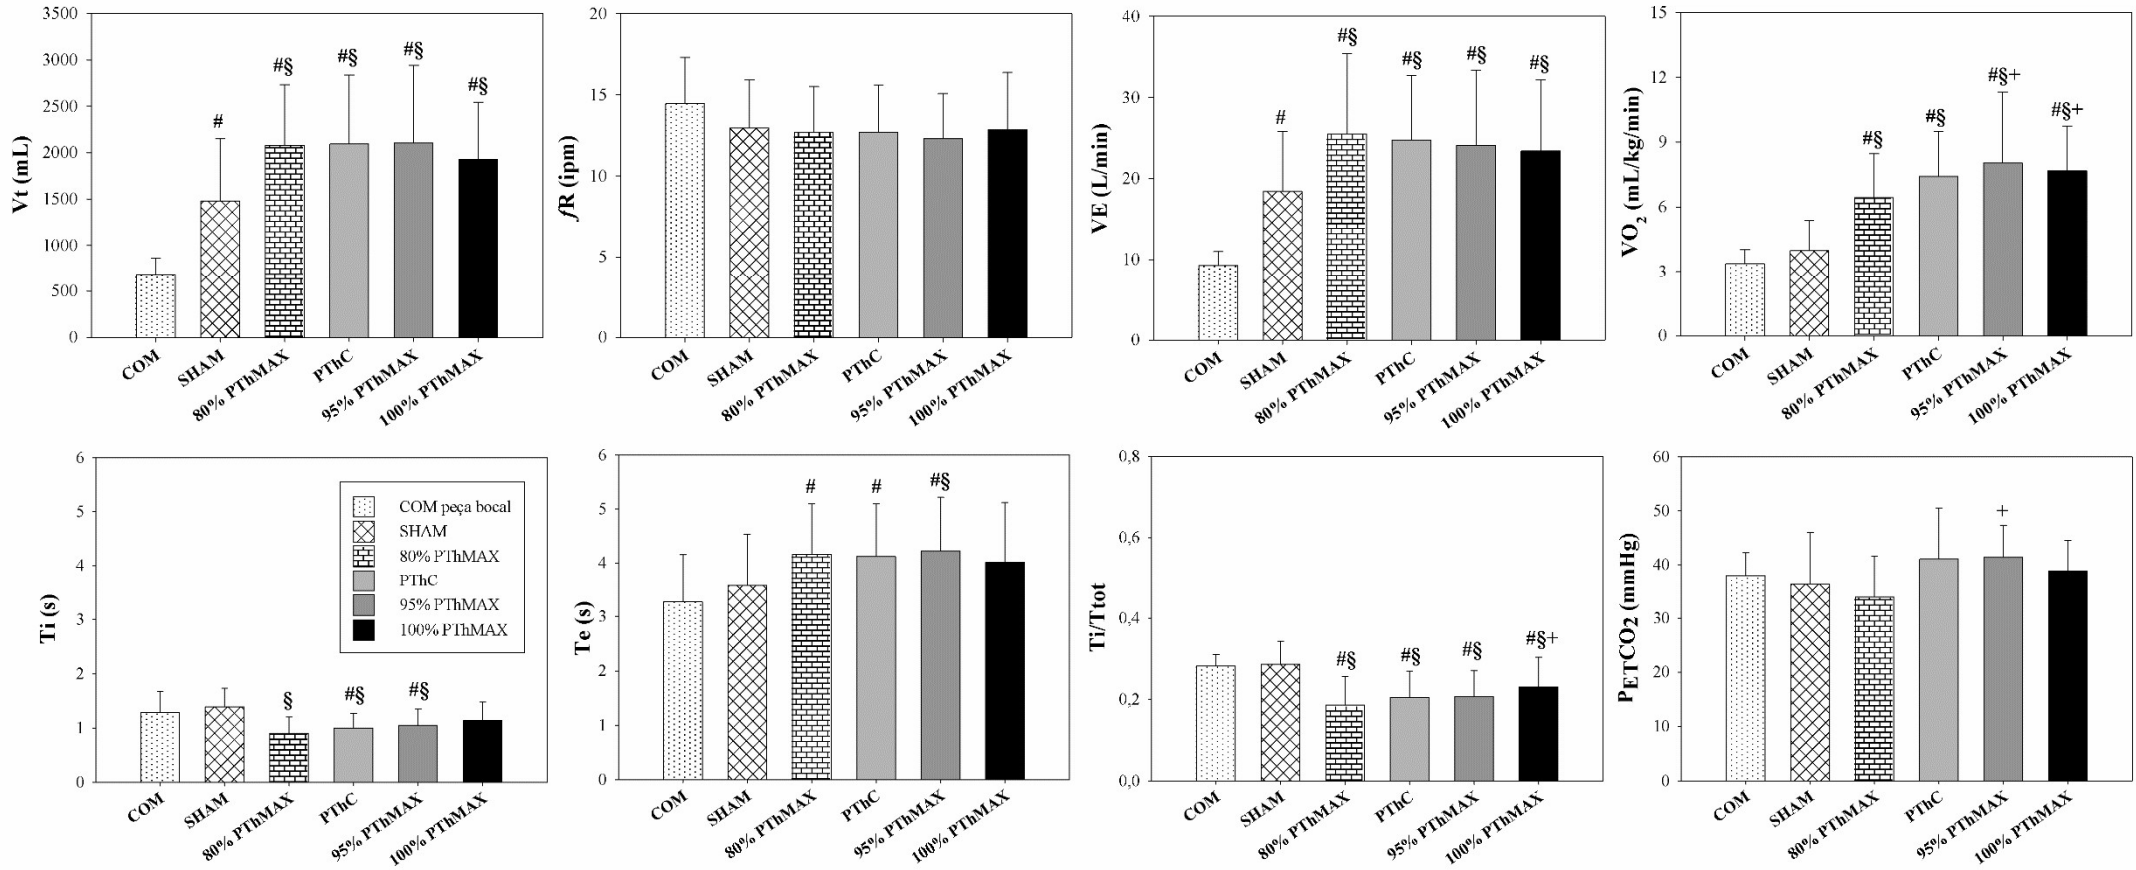 Vt (mL)
3500
3000
2500
2000
1500
1000
500
0
#
#§
#§
#§
#§
COM
SHAM
80% PThMAX
PThC
95% PThMAX
100% PThMAX
fR (ipm)
20
15
10
5
0
COM
SHAM
80% PThMAX
PThC
95% PThMAX
100% PThMAX
VE (L/min)
40
30
20
10
0
#
#§
#§
#§
#§
COM
SHAM
80% PThMAX
PThC
95% PThMAX
100% PThMAX
VO2 (mL/kg/min)
15
12
9
6
3
0
#§
#§
#§+
#§+
COM
SHAM
80% PThMAX
PThC
95% PThMAX
100% PThMAX
Ti (s)
6
5
4
3
2
1
0
COM peça bocal
SHAM
80% PThMAX
PThC
95% PThMAX
100% PThMAX
§
#§
#§
COM
SHAM
80% PThMAX
PThC
95% PThMAX
100% PThMAX
Te (s)
6
5
4
3
2
1
0
#
#
#§
COM
SHAM
80% PThMAX
PThC
95% PThMAX
100% PThMAX
Ti/Ttot
0,8
0,6
0,4
0,2
0,0
#§
#§
#§
#§+
COM
SHAM
80% PThMAX
PThC
95% PThMAX
100% PThMAX
PETCO2 (mmHg)
60
50
40
30
20
10
0
+
COM
SHAM
80% PThMAX
PThC
95% PThMAX
100% PThMAX